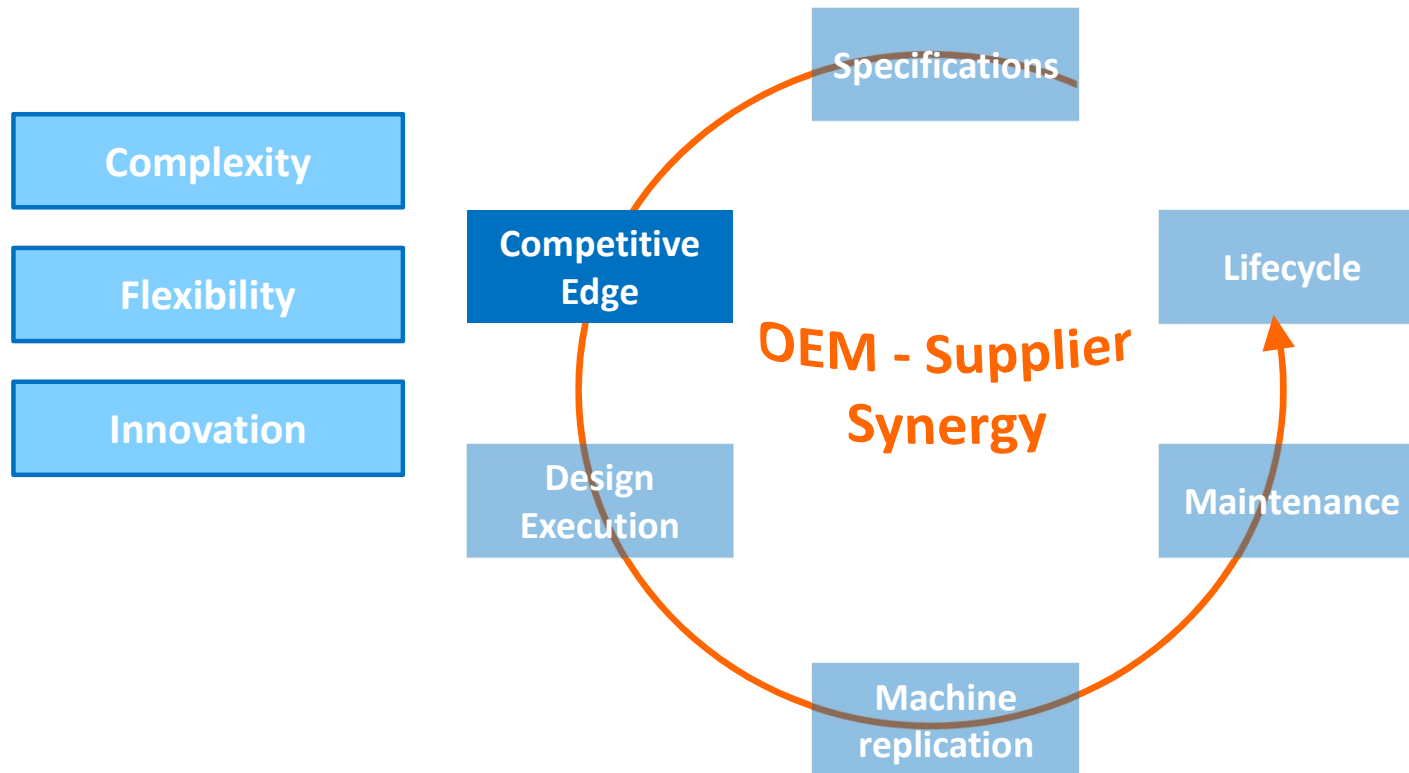 Complexity
Flexibility
Innovation
Specifications
Competitive
Edge
Design
Execution
Machine
replication
Maintenance
Lifecycle
OEM - Supplier
Synergy